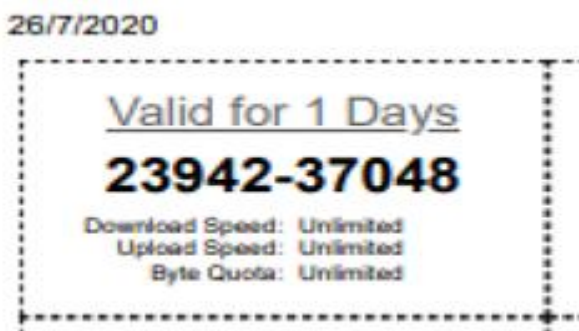 26/7/2020
Valid for 1 Days
23942-37048
Download Speed: Unlimited
Upload Speed: Unlimited
Byte Quota: Unlimited